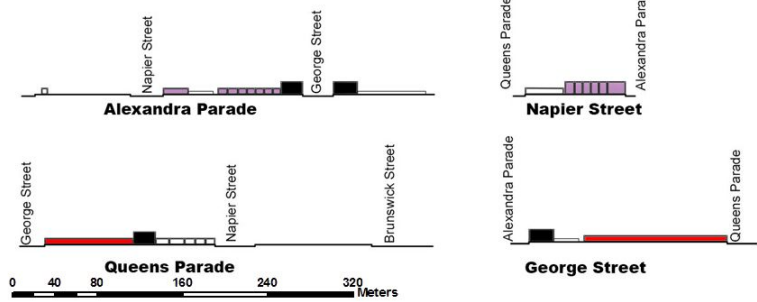 Napier Street
George Street
Alexandra Parade
Queens Parade
Alexandra Para
Napier Street
George Street
Napier Street
Brunswick Street
Queens Parade
Alexandra Parade
Queens Parade
George Street
0 40 80 160 240 320
Meters